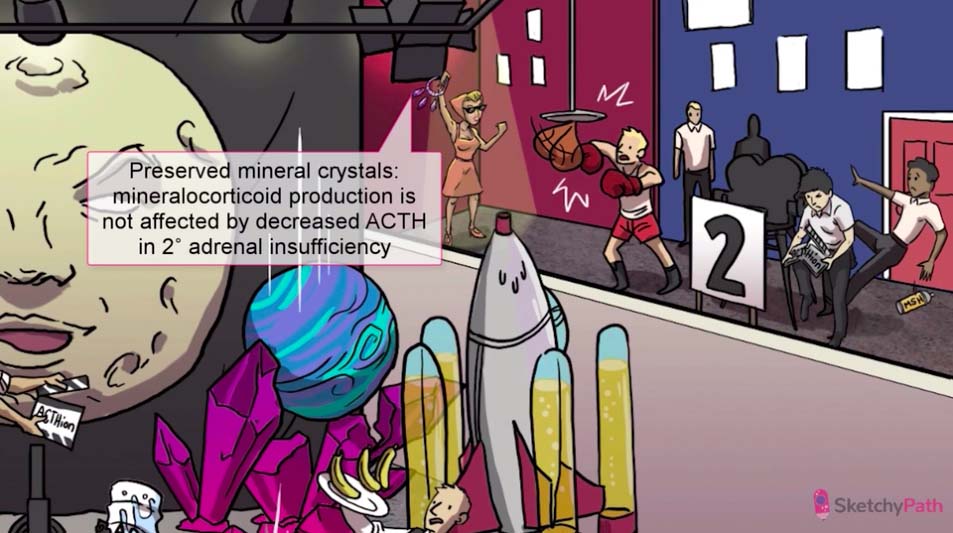 Preserved mineral crystals:
mineralocorticoid production is
not affected by decreased ACTH
in 2˚ adrenal insufficiency
2
ACTHion
MSH
ACTHion
SketchyPath